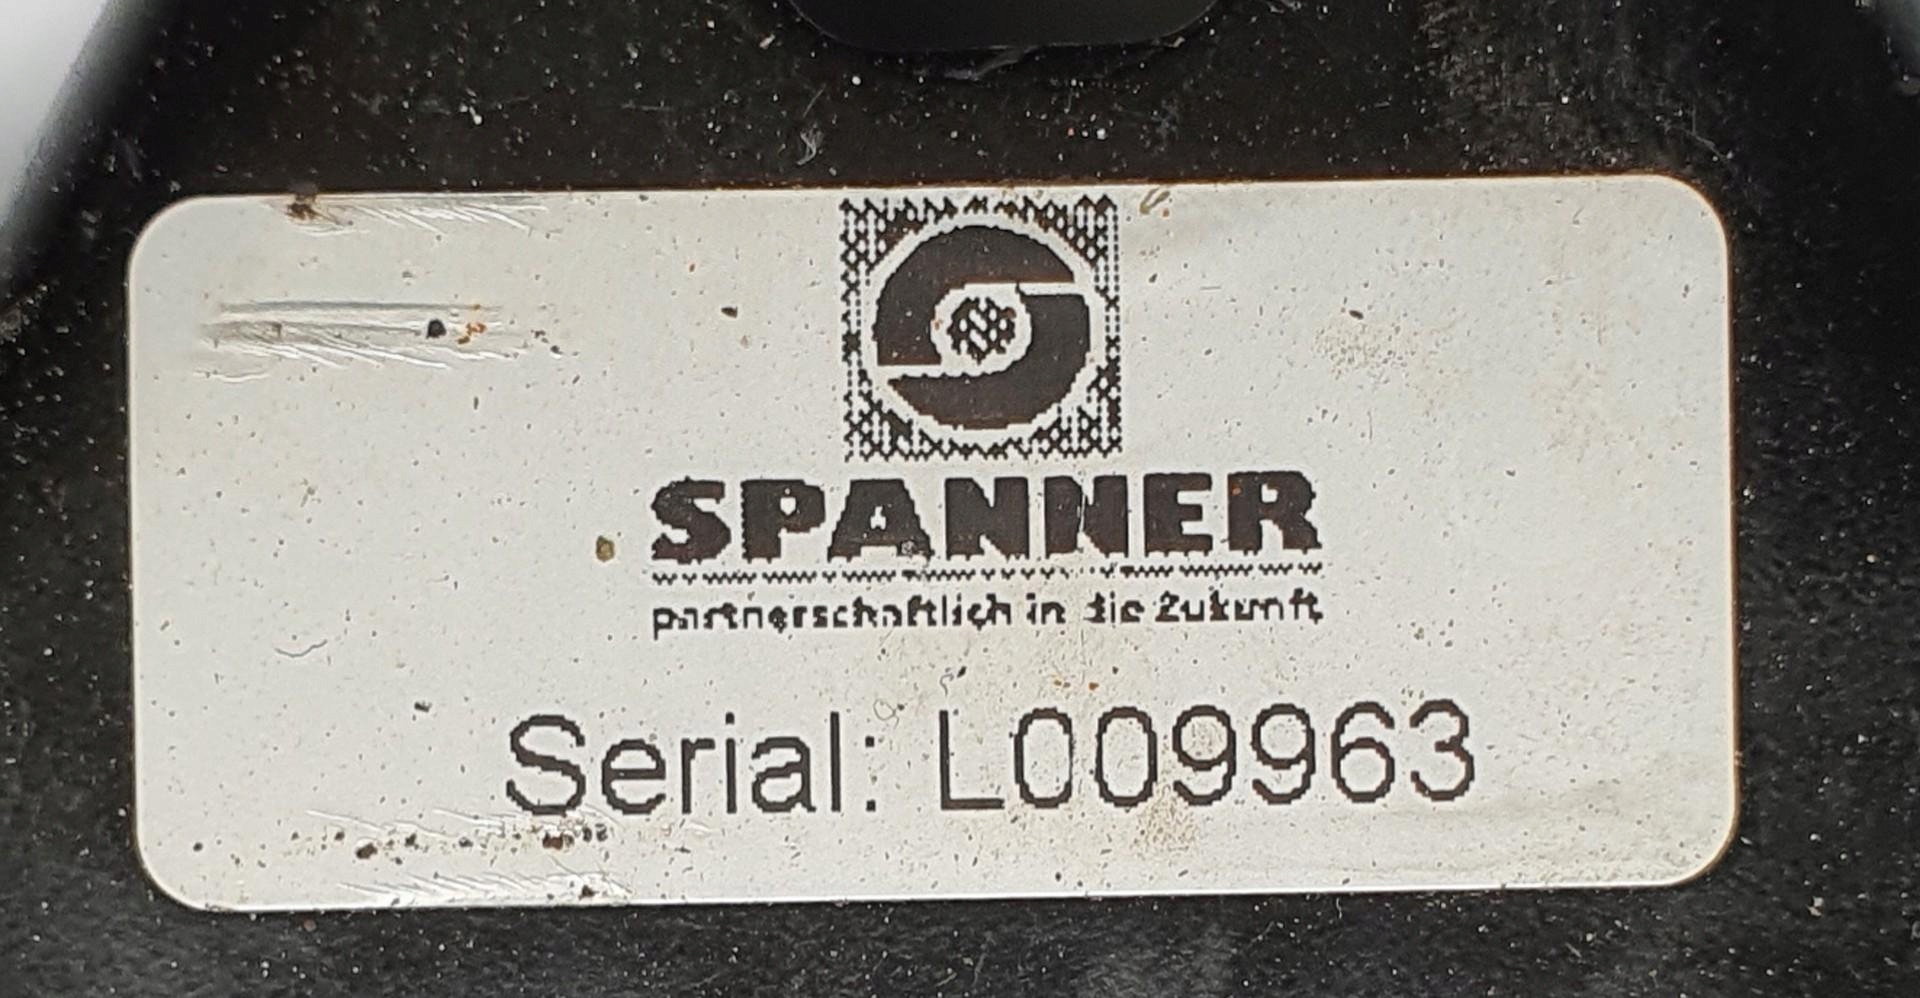 SPANNER
partnerschaftlich in die Zukunft
Serial: L009963